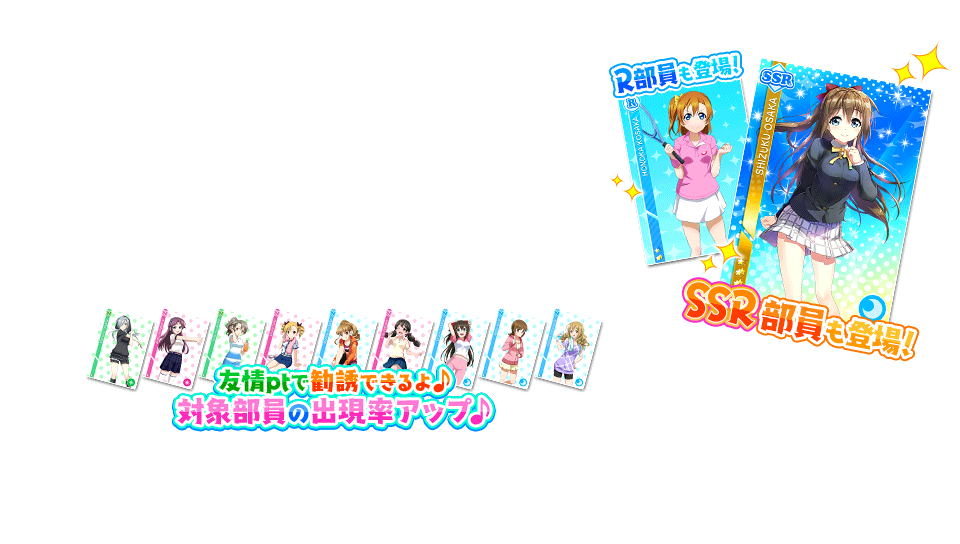 R部員も登場!
R
HONOKA KOSAKA
SSR
SHIZUKU OSAKA
SSR部員も登場!
友情ptで勧誘できるよ♪
対象部員の出現率アップ♪